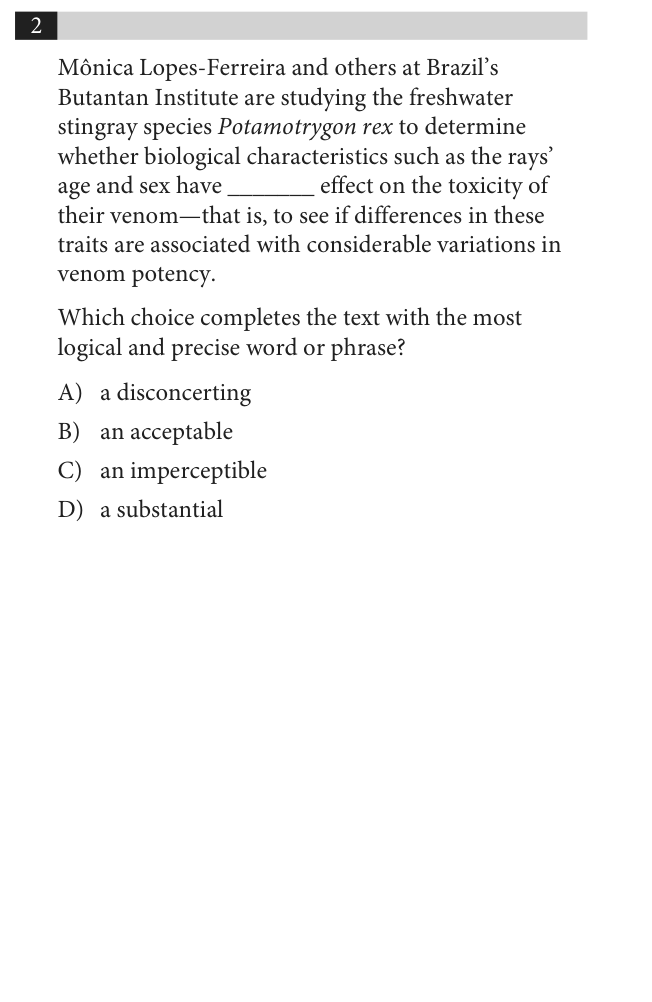 2
Mônica Lopes-Ferreira and others at Brazil’s
Butantan Institute are studying the freshwater
stingray species Potamotrygon rex to determine
whether biological characteristics such as the rays’
age and sex have _______ effect on the toxicity of
their venom—that is, to see if differences in these
traits are associated with considerable variations in
venom potency.
Which choice completes the text with the most
logical and precise word or phrase?
A) a disconcerting
B) an acceptable
C) an imperceptible
D) a substantial